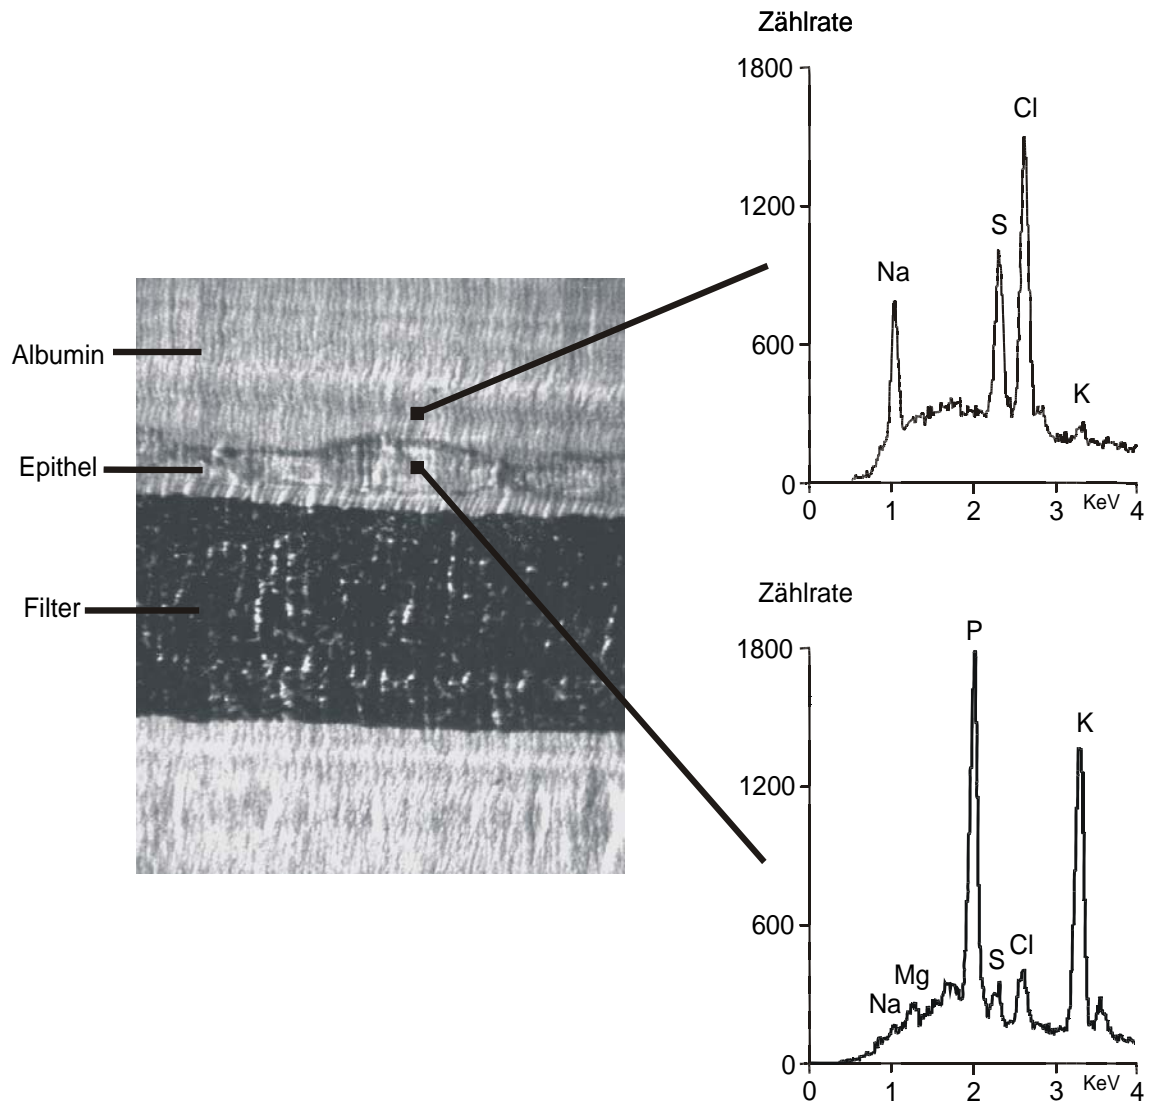 Zählrate
1800
1200
600
0
Na
S
Cl
K
0 1 2 3 KeV 4
Albumin
Epithel
Filter
Zählrate
1800
1200
600
0
P
K
Na
Mg
S
Cl
0 1 2 3 KeV 4